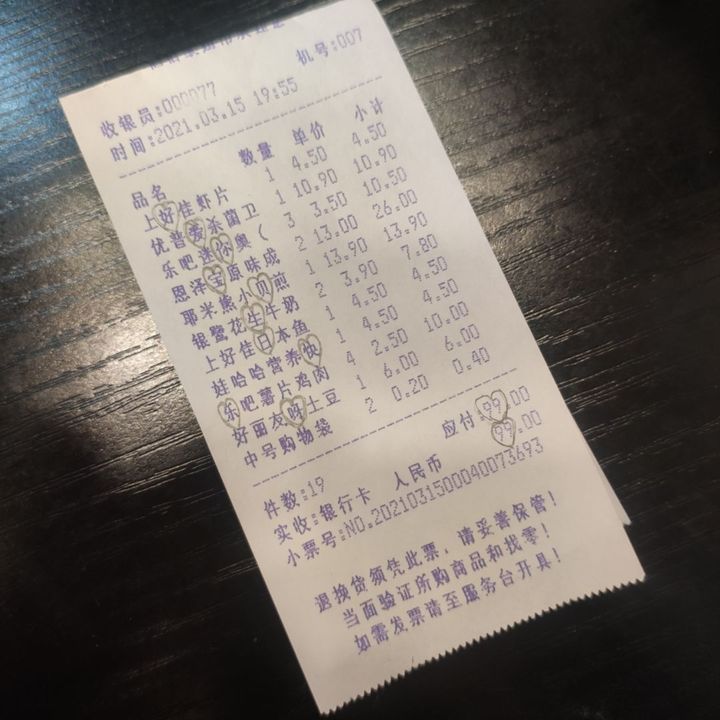 收银员:000077 机号:007
时间:2021.03.15 19:55
品名 数量 单价 小计
上好佳虾片 1 4.50 4.50
优普爱杀菌卫 1 10.90 10.90
乐吧迷你奥( 3 3.50 10.50
恩泽宝原味成 2 13.00 26.00
耶米熊小贝煎 1 13.90 13.90
银鹭花生牛奶 2 3.90 7.80
上好佳日本鱼 1 4.50 4.50
娃哈哈营养快 1 4.50 4.50
乐吧薯片鸡肉 4 2.50 10.00
好丽友呀土豆 1 6.00 6.00
中号购物袋 2 0.20 0.40
件数:19 应付:99.00
实收:银行卡 人民币 99.00
小票号:NO.2021031500040073693
退换货须凭此票，请妥善保管!
当面验证所购商品和找零!
如需发票请至服务台开具!